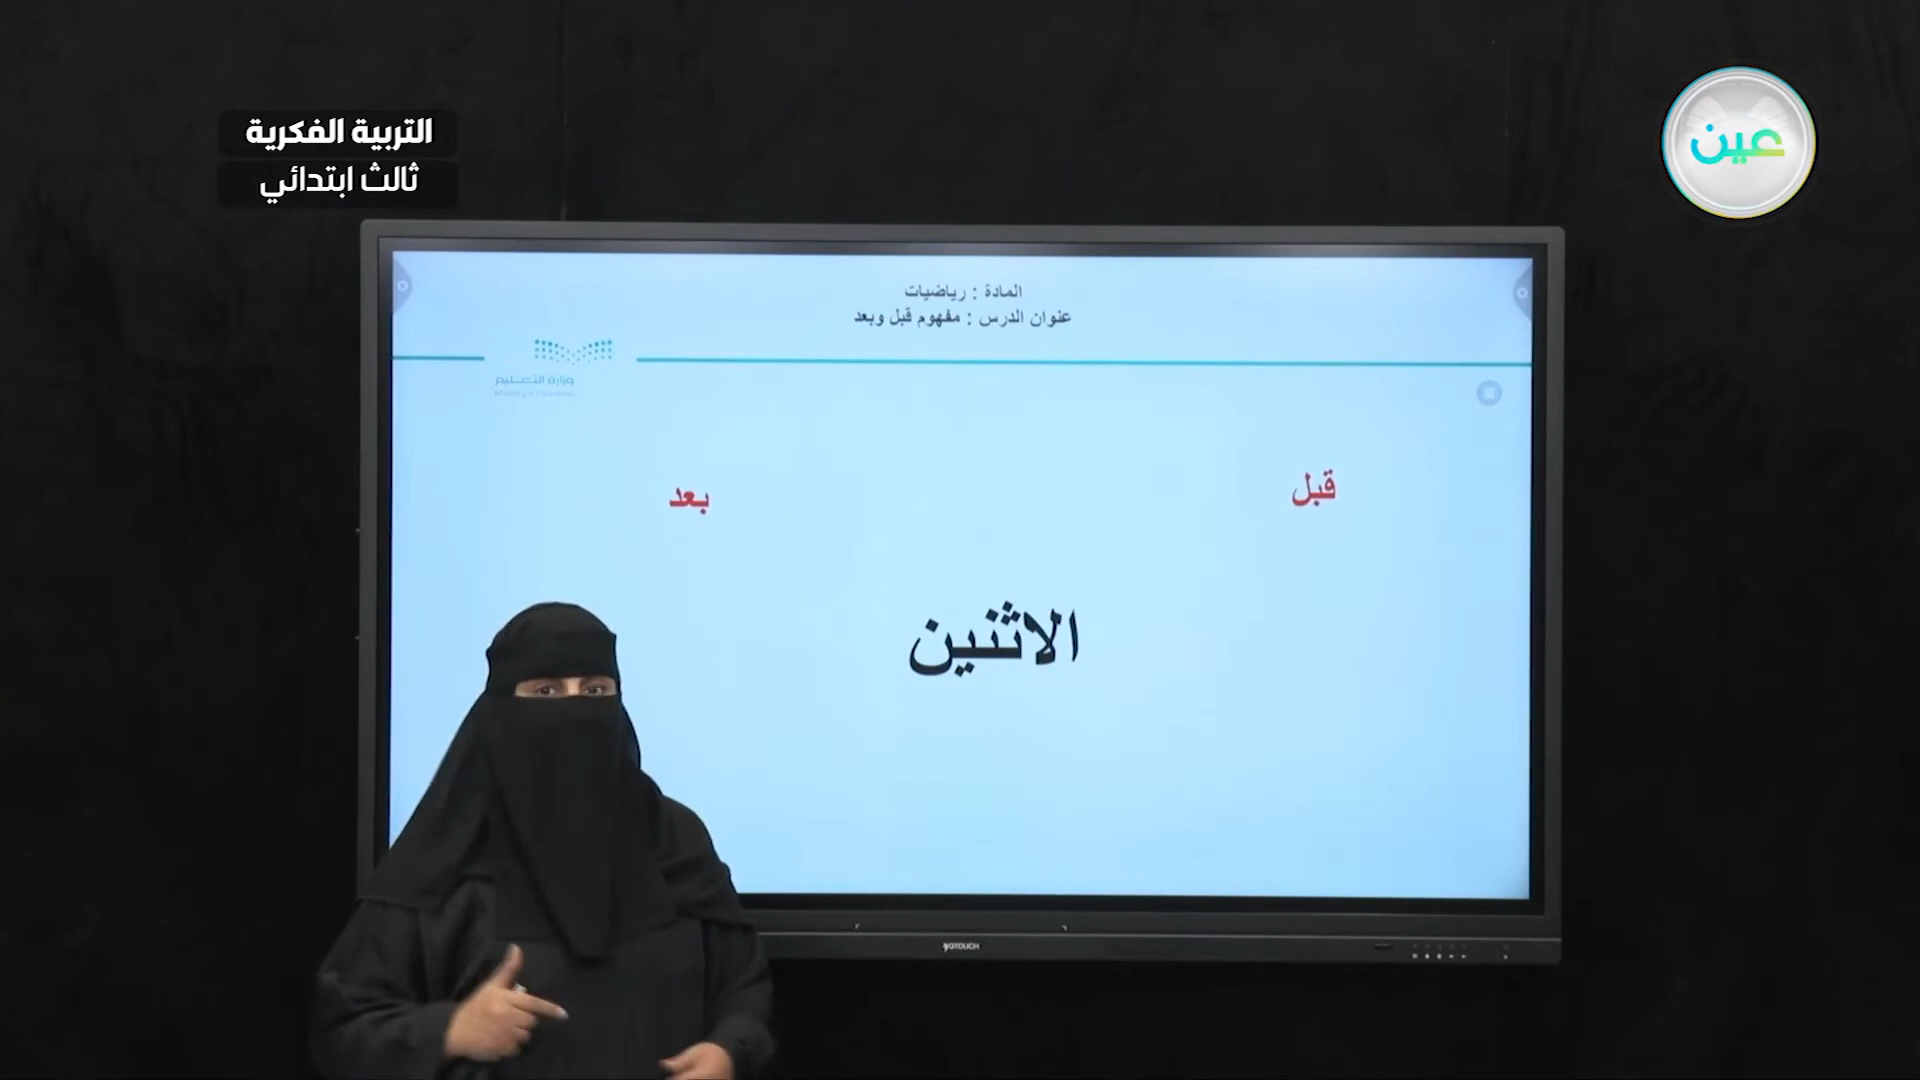 التربية الفكرية
ثالث ابتدائي
عين
المادة : رياضيات
عنوان الدرس : مفهوم قبل وبعد
وزارة التعليم
قبل
بعد
الاثنين